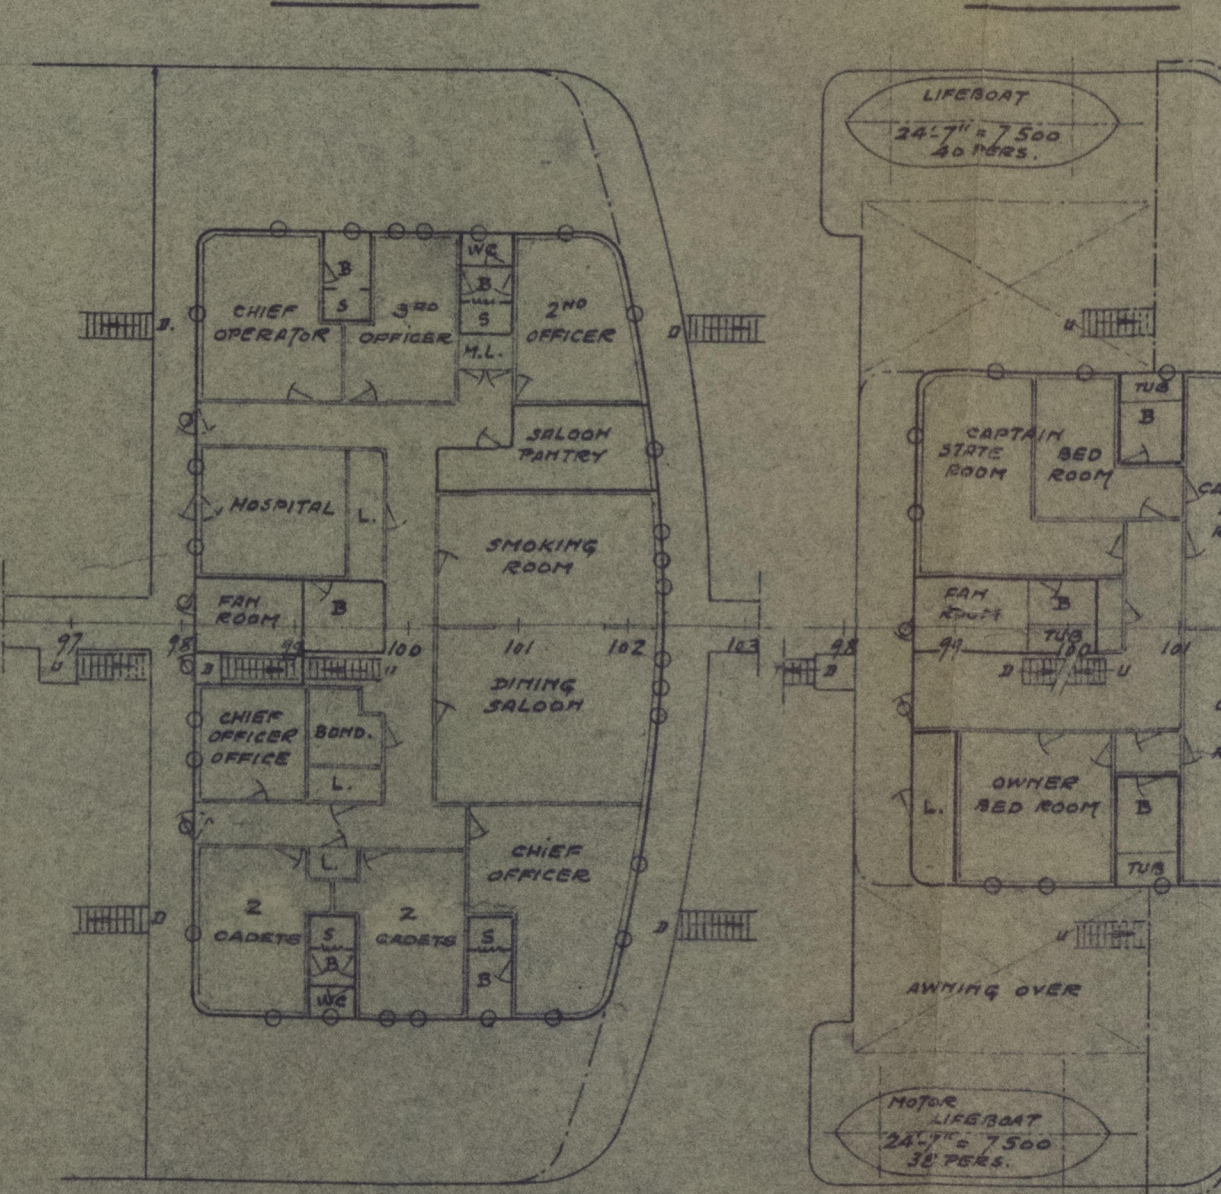 WC
B
S
B
S
CHIEF
OPERATOR
3RD
OFFICER
2ND
OFFICER
M.L.
D.
D
SALOON
PANTRY
HOSPITAL
L.
SMOKING
ROOM
FAN
ROOM
B
97
98
99
100
101
102
103
U
D
U
DINING
SALOON
CHIEF
OFFICER
OFFICE
BOND.
L.
CHIEF
OFFICER
L.
2
CADETS
2
CADETS
S
B
WC
S
B
D
D
LIFEBOAT
24'-7" = 7500
40 PERS.
U
TUB
B
CAPTAIN
STATE
ROOM
BED
ROOM
CA
FAN
ROOM
B
TUB
98
99
100
101
D
D
U
OWNER
BED ROOM
L.
B
TUB
U
AWNING OVER
MOTOR
LIFEBOAT
24'-7" = 7500
38 PERS.